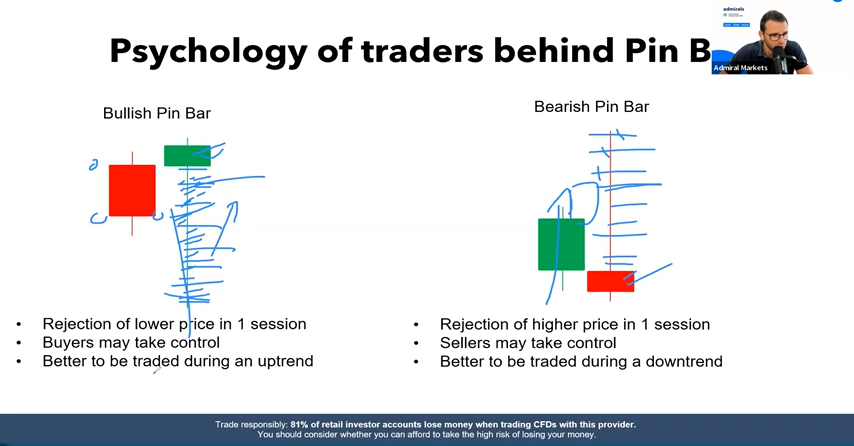 admirals
Psychology of traders behind Pin B
Admiral Markets
Bullish Pin Bar
Bearish Pin Bar
o
c
o
• Rejection of lower price in 1 session
• Buyers may take control
• Better to be traded during an uptrend
• Rejection of higher price in 1 session
• Sellers may take control
• Better to be traded during a downtrend
Trade responsibly: 81% of retail investor accounts lose money when trading CFDs with this provider.
You should consider whether you can afford to take the high risk of losing your money.